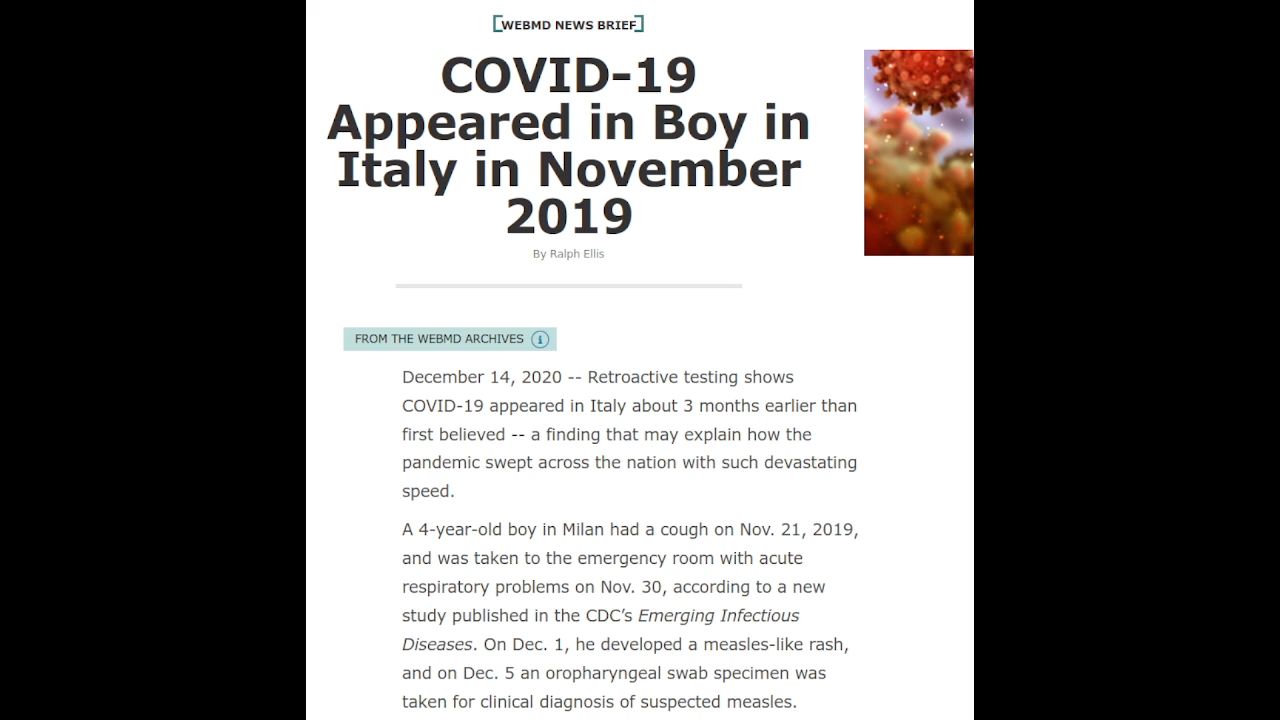 WEBMD NEWS BRIEF
COVID-19
Appeared in Boy in
Italy in November
2019
By Ralph Ellis
FROM THE WEBMD ARCHIVES
December 14, 2020 -- Retroactive testing shows
COVID-19 appeared in Italy about 3 months earlier than
first believed -- a finding that may explain how the
pandemic swept across the nation with such devastating
speed.
A 4-year-old boy in Milan had a cough on Nov. 21, 2019,
and was taken to the emergency room with acute
respiratory problems on Nov. 30, according to a new
study published in the CDC’s Emerging Infectious
Diseases. On Dec. 1, he developed a measles-like rash,
and on Dec. 5 an oropharyngeal swab specimen was
taken for clinical diagnosis of suspected measles.